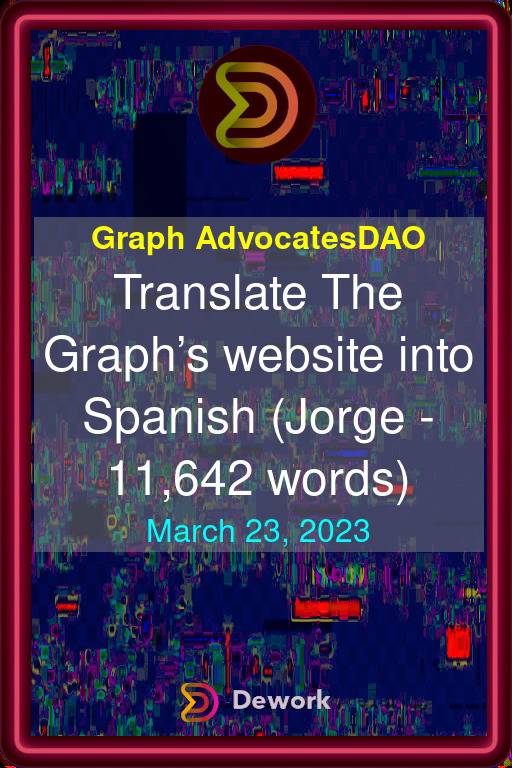 Graph AdvocatesDAO
Translate The
Graph’s website into
Spanish (Jorge -
11,642 words)
March 23, 2023
Dework